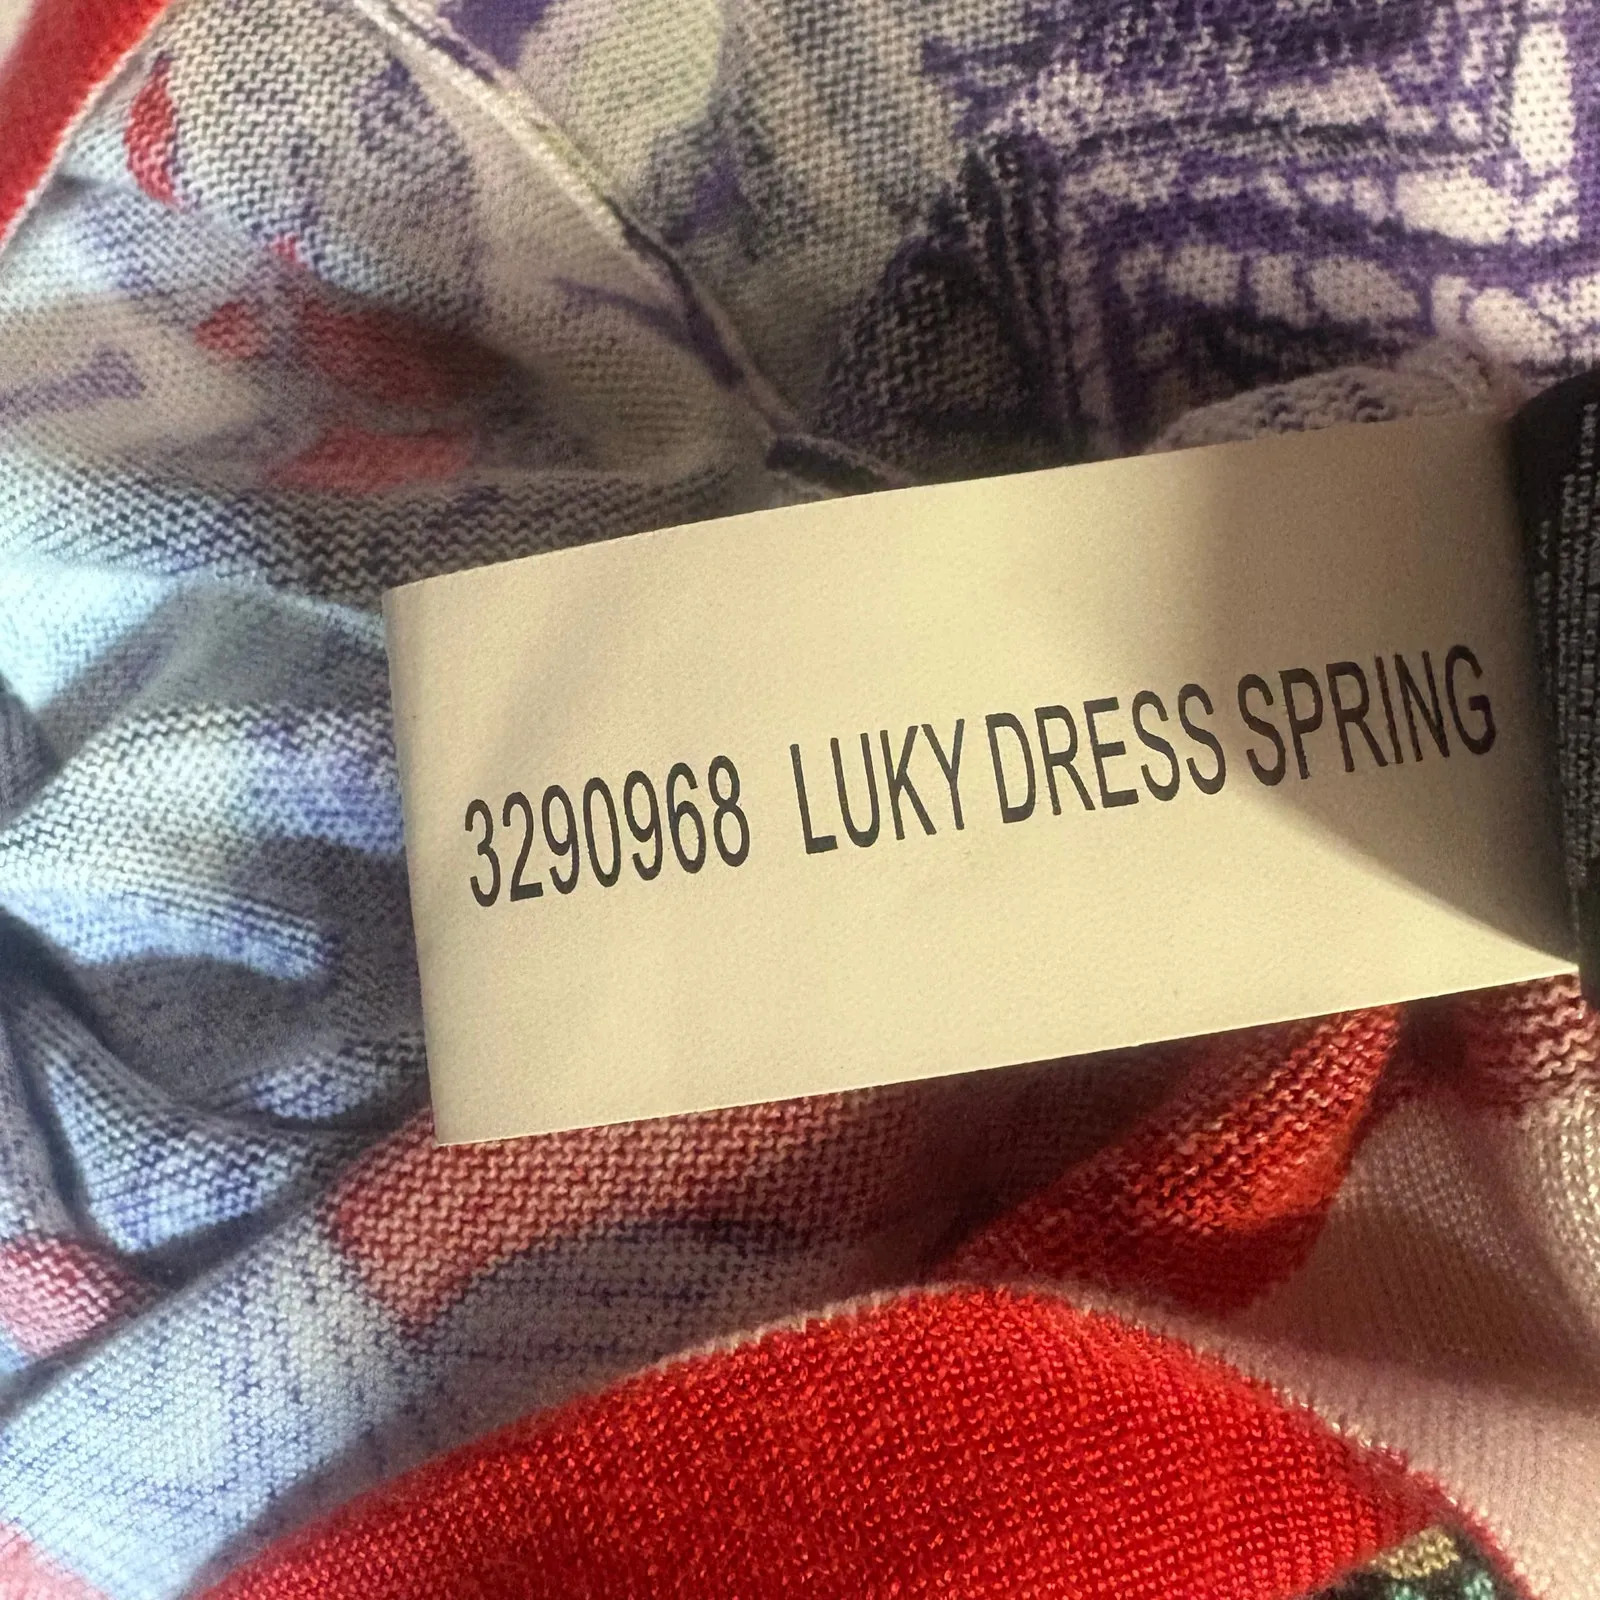 3290968 LUKY DRESS SPRING